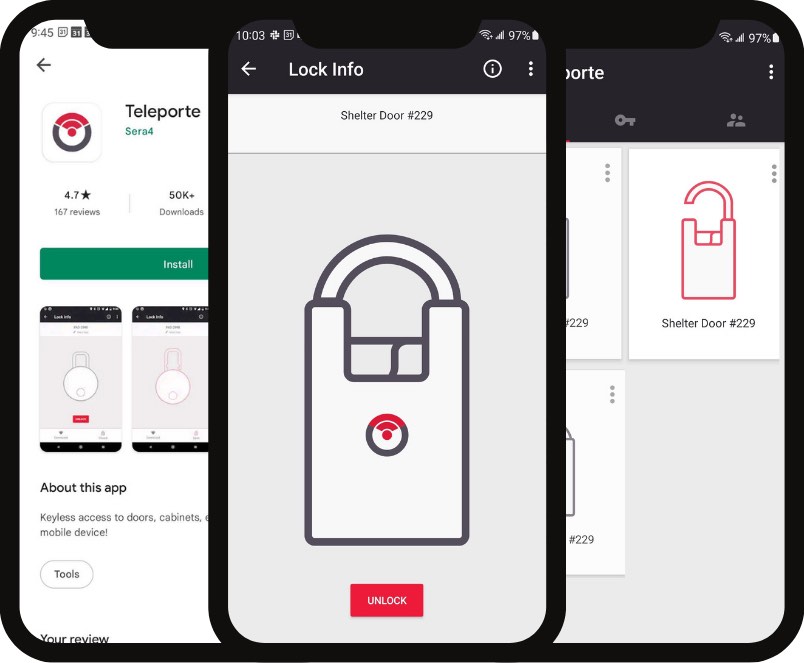 9:45
Teleporte
Sera4
4.7★
167 reviews
50K+
Downloads
Install
Lock Info
Lock Info
UNLOCK
About this app
Keyless access to doors, cabinets,
mobile device!
Tools
Your review
10:03
97%
Lock Info
Shelter Door #229
UNLOCK
97%
porte
#229
Shelter Door #229
#229